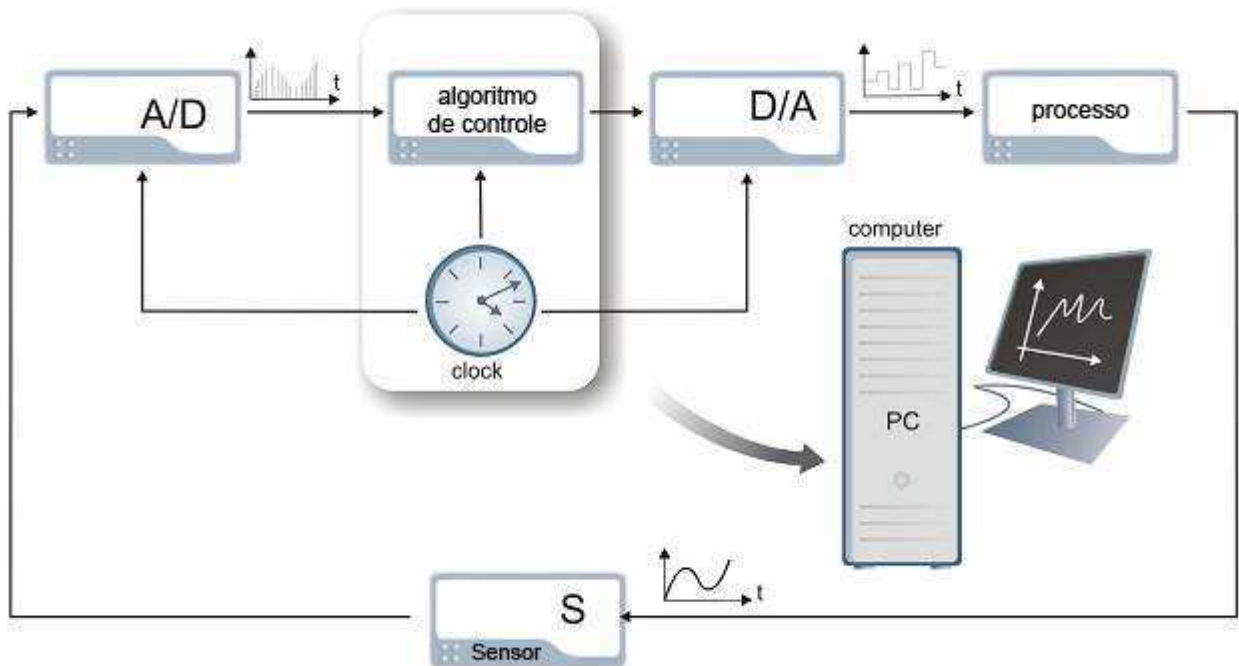 t
t
A/D
algoritmo
de controle
D/A
processo
computer
clock
PC
t
S
Sensor